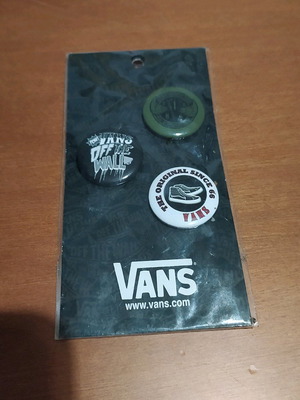 VANS
OFF THE
WALL
THE ORIGINAL SINCE 66
VANS
VANS
www.vans.com